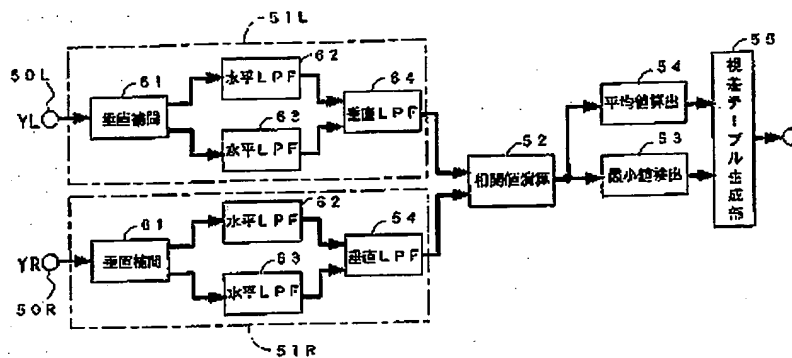 51L
50L
YL
61
垂直補間
62
水平LPF
63
水平LPF
64
垂直LPF
50R
YR
61
垂直補間
62
水平LPF
63
水平LPF
54
垂直LPF
51R
52
相関値演算
54
平均値算出
53
最小値検出
55
視差テーブル生成部